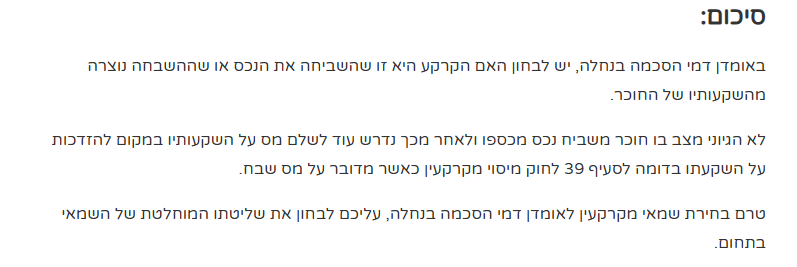 סיכום:
באומדן דמי הסכמה בנחלה, יש לבחון האם הקרקע היא זו שהשביחה את הנכס או שההשבחה נוצרה
מהשקעותיו של החוכר.
לא הגיוני מצב בו חוכר משביח נכס מכספו ולאחר מכך נדרש עוד לשלם מס על השקעותיו במקום להזדכות
על השקעתו בדומה לסעיף 39 לחוק מיסוי מקרקעין כאשר מדובר על מס שבח.
טרם בחירת שמאי מקרקעין לאומדן דמי הסכמה בנחלה, עליכם לבחון את שליטתו המוחלטת של השמאי
בתחום.